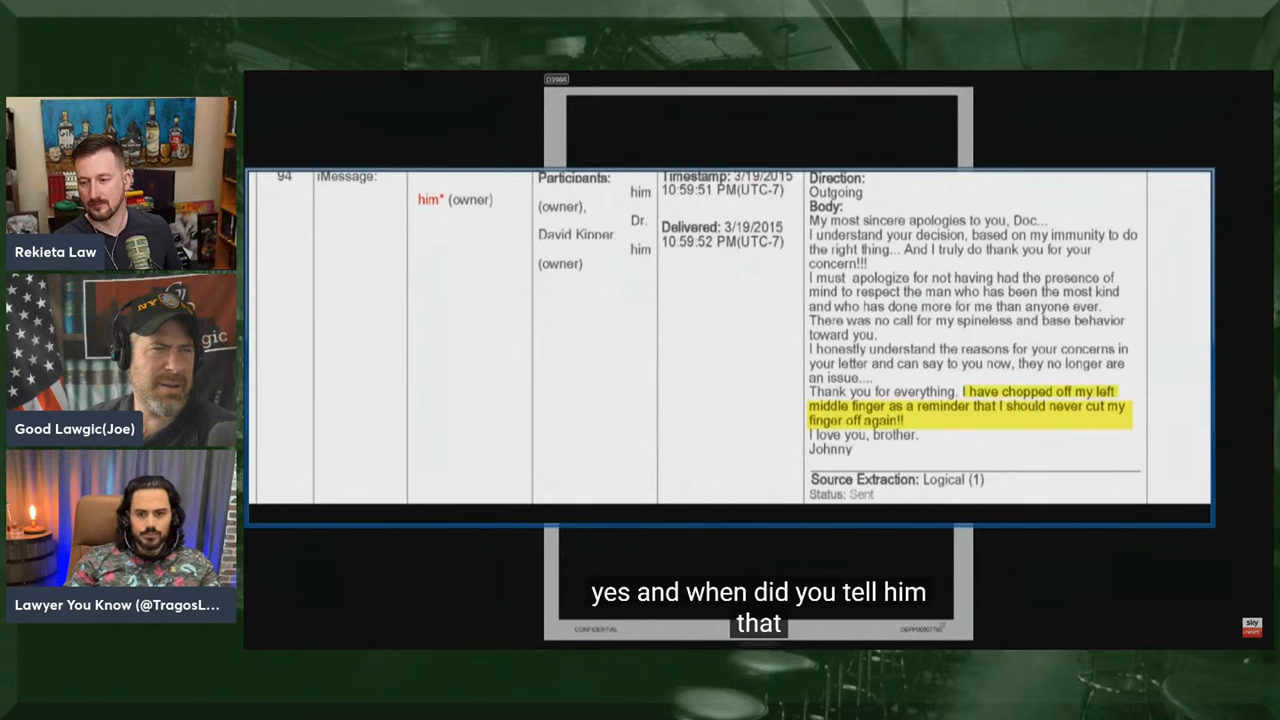 D398R
94
iMessage:
him* (owner)
Participants:
him
(owner),
Dr.
David Kinner
him
(owner)
Timestamp: 3/19/2015
10:59:51 PM(UTC-7)
Delivered: 3/19/2015
10:59:52 PM(UTC-7)
Direction:
Outgoing
Body:
My most sincere apologies to you, Doc...
I understand your decision, based on my immunity to do
the right thing... And I truly do thank you for your
concern!!!
I must apologize for not having had the presence of
mind to respect the man who has been the most kind
and who has done more for me than anyone ever.
There was no call for my spineless and base behavior
toward you.
I honestly understand the reasons for your concerns in
your letter and can say to you now, they no longer are
an issue....
Thank you for everything. I have chopped off my left
middle finger as a reminder that I should never cut my
finger off again!!
I love you, brother.
Johnny
Source Extraction: Logical (1)
Status: Sent
Rekieta Law
NY
gic
Good Lawgic(Joe)
Lawyer You Know (@TragosL...
yes and when did you tell him
that
CONFIDENTIAL
sky
news